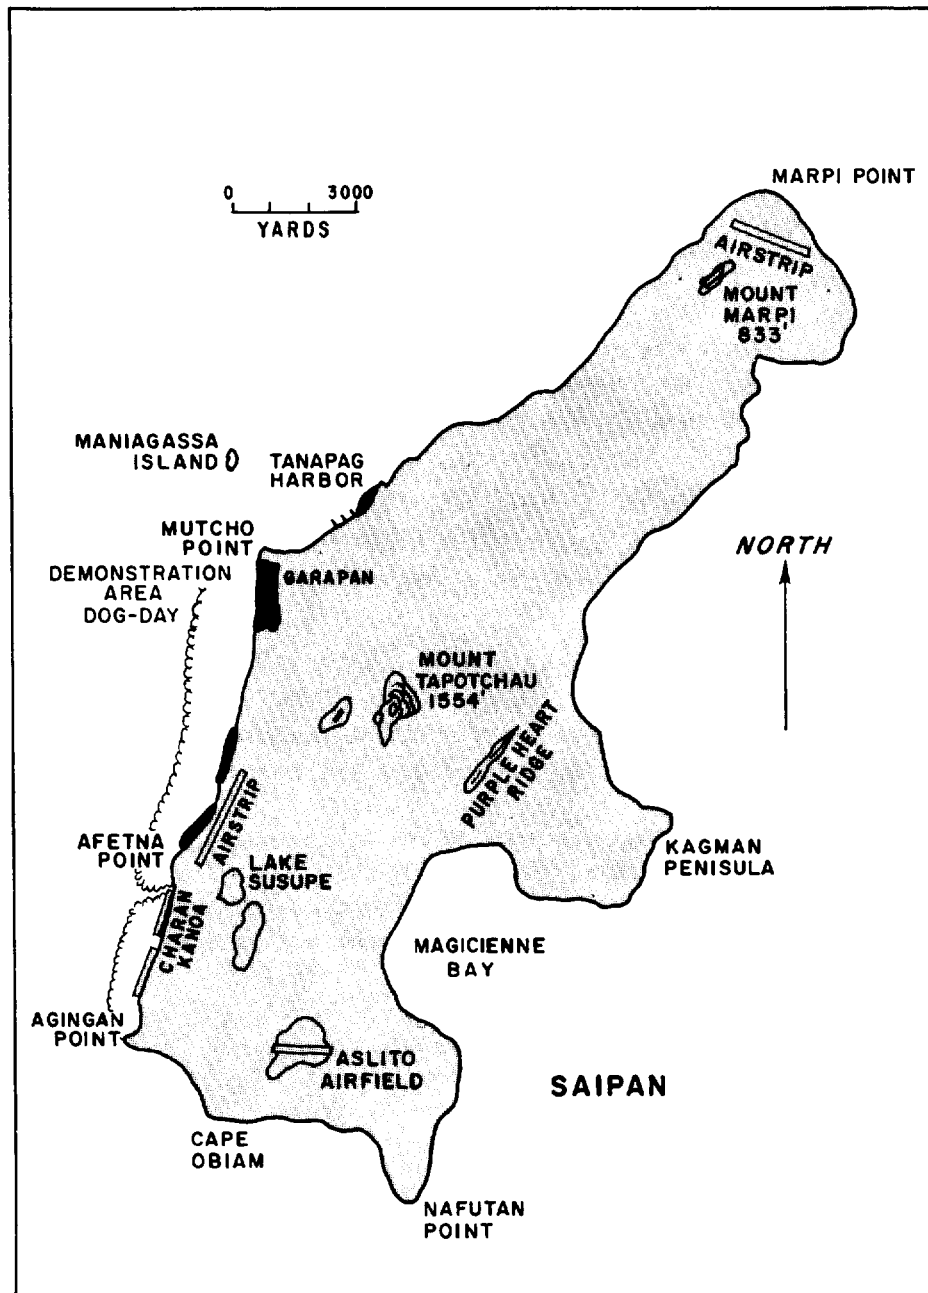 MARPI POINT
0 3000
YARDS
AIRSTRIP
MOUNT
MARPI
833'
MANIAGASSA
ISLAND
TANAPAG
HARBOR
MUTCHO
POINT
NORTH
DEMONSTRATION
AREA
DOG-DAY
GARAPAN
MOUNT
TAPOTCHAU
1554'
PURPLE HEART
RIDGE
AIRSTRIP
AFETNA
POINT
LAKE
SUSUPE
KAGMAN
PENISULA
CHARAN
KANOA
MAGICIENNE
BAY
AGINGAN
POINT
ASLITO
AIRFIELD
SAIPAN
CAPE
OBIAM
NAFUTAN
POINT